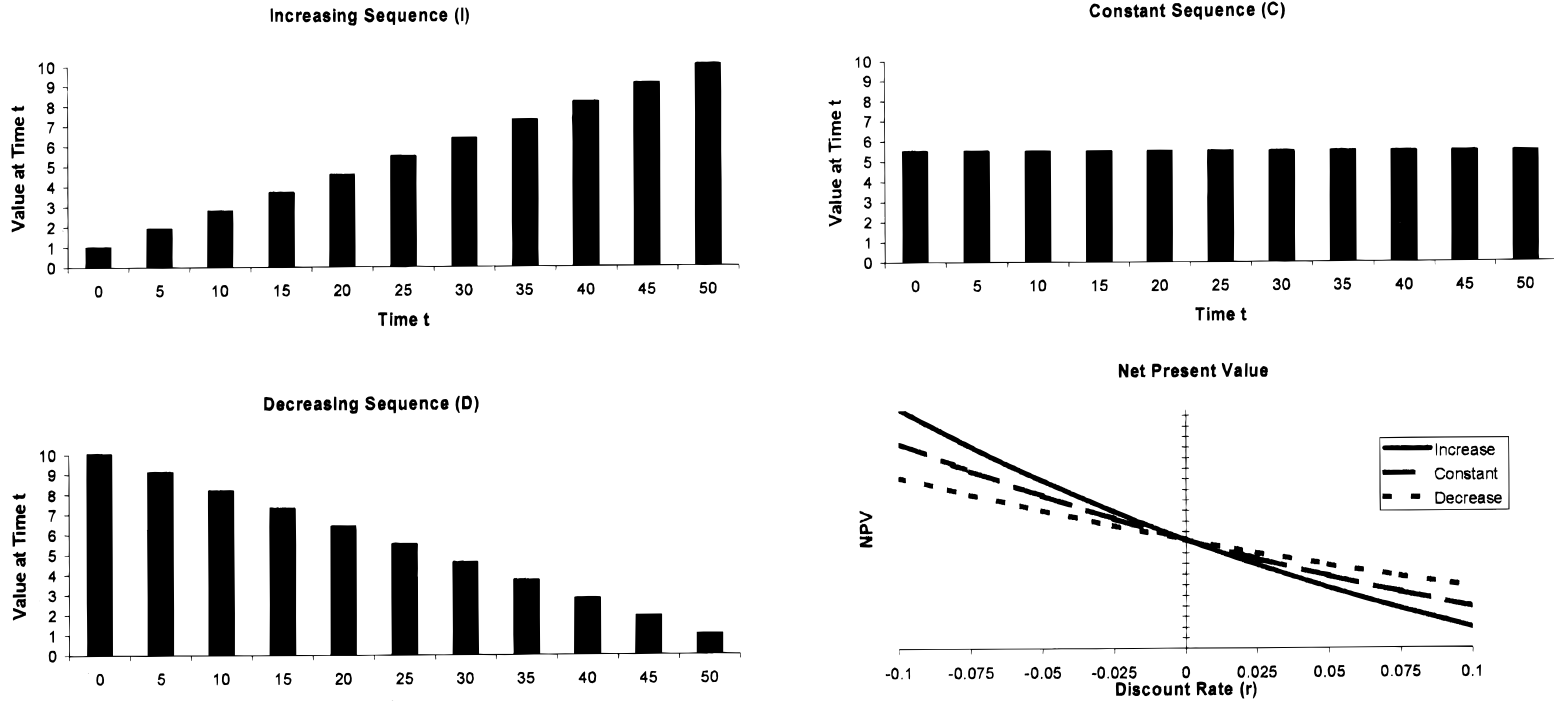 Increasing Sequence (I)
Value at Time t
10
9
8
7
6
5
4
3
2
1
0
0 5 10 15 20 25 30 35 40 45 50
Time t
Constant Sequence (C)
Value at Time t
10
9
8
7
6
5
4
3
2
1
0
0 5 10 15 20 25 30 35 40 45 50
Time t
Decreasing Sequence (D)
Value at Time t
10
9
8
7
6
5
4
3
2
1
0
0 5 10 15 20 25 30 35 40 45 50
Net Present Value
NPV
Increase
Constant
Decrease
-0.1 -0.075 -0.05 -0.025 0 0.025 0.05 0.075 0.1
Discount Rate (r)